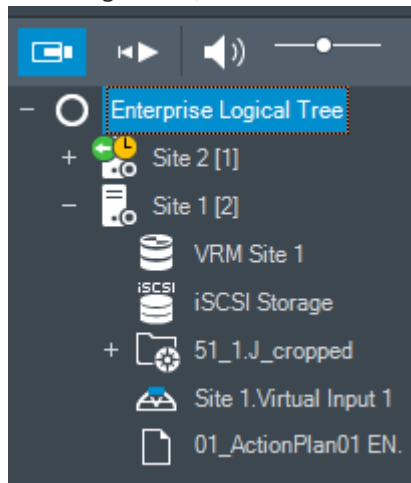 Enterprise Logical Tree
Site 2 [1]
Site 1 [2]
VRM Site 1
iSCSI
iSCSI Storage
51_1.J_cropped
Site 1.Virtual Input 1
01_ActionPlan01 EN.